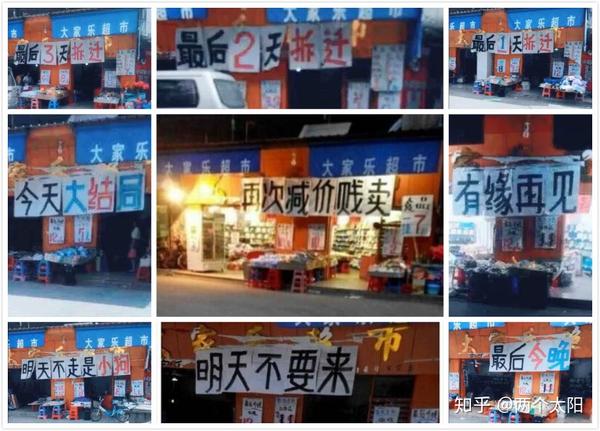 大家乐超市
最后3天拆迁
大家乐超市
最后2天拆迁
大家乐超市
最后1天拆迁
大家乐超市
今天大结局
大家乐超市
再次减价贱卖
有缘再见
大家乐超市
明天不走是小狗
家乐超市
明天不要来
最后今晚
知乎 @两个太阳